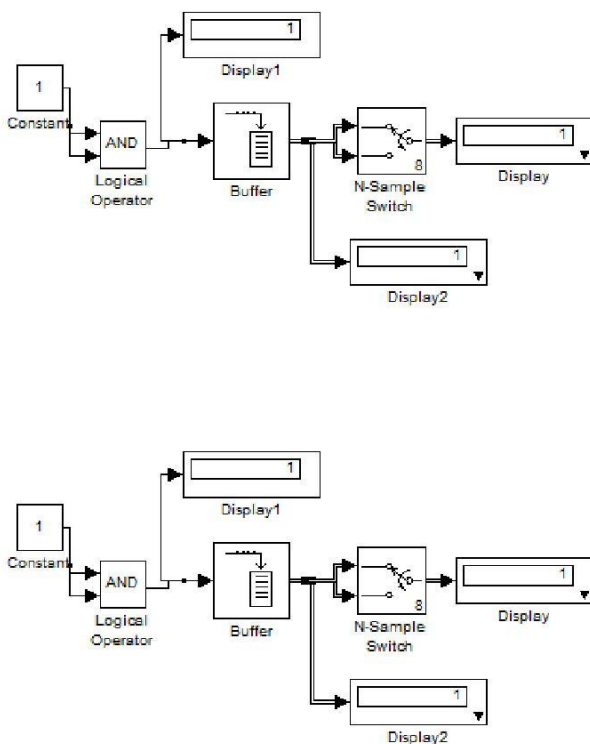 1
Display1
1
Constant
AND
Logical
Operator
Buffer
8
N-Sample
Switch
1
Display
1
Display2
1
Display1
1
Constant
AND
Logical
Operator
Buffer
8
N-Sample
Switch
1
Display
1
Display2